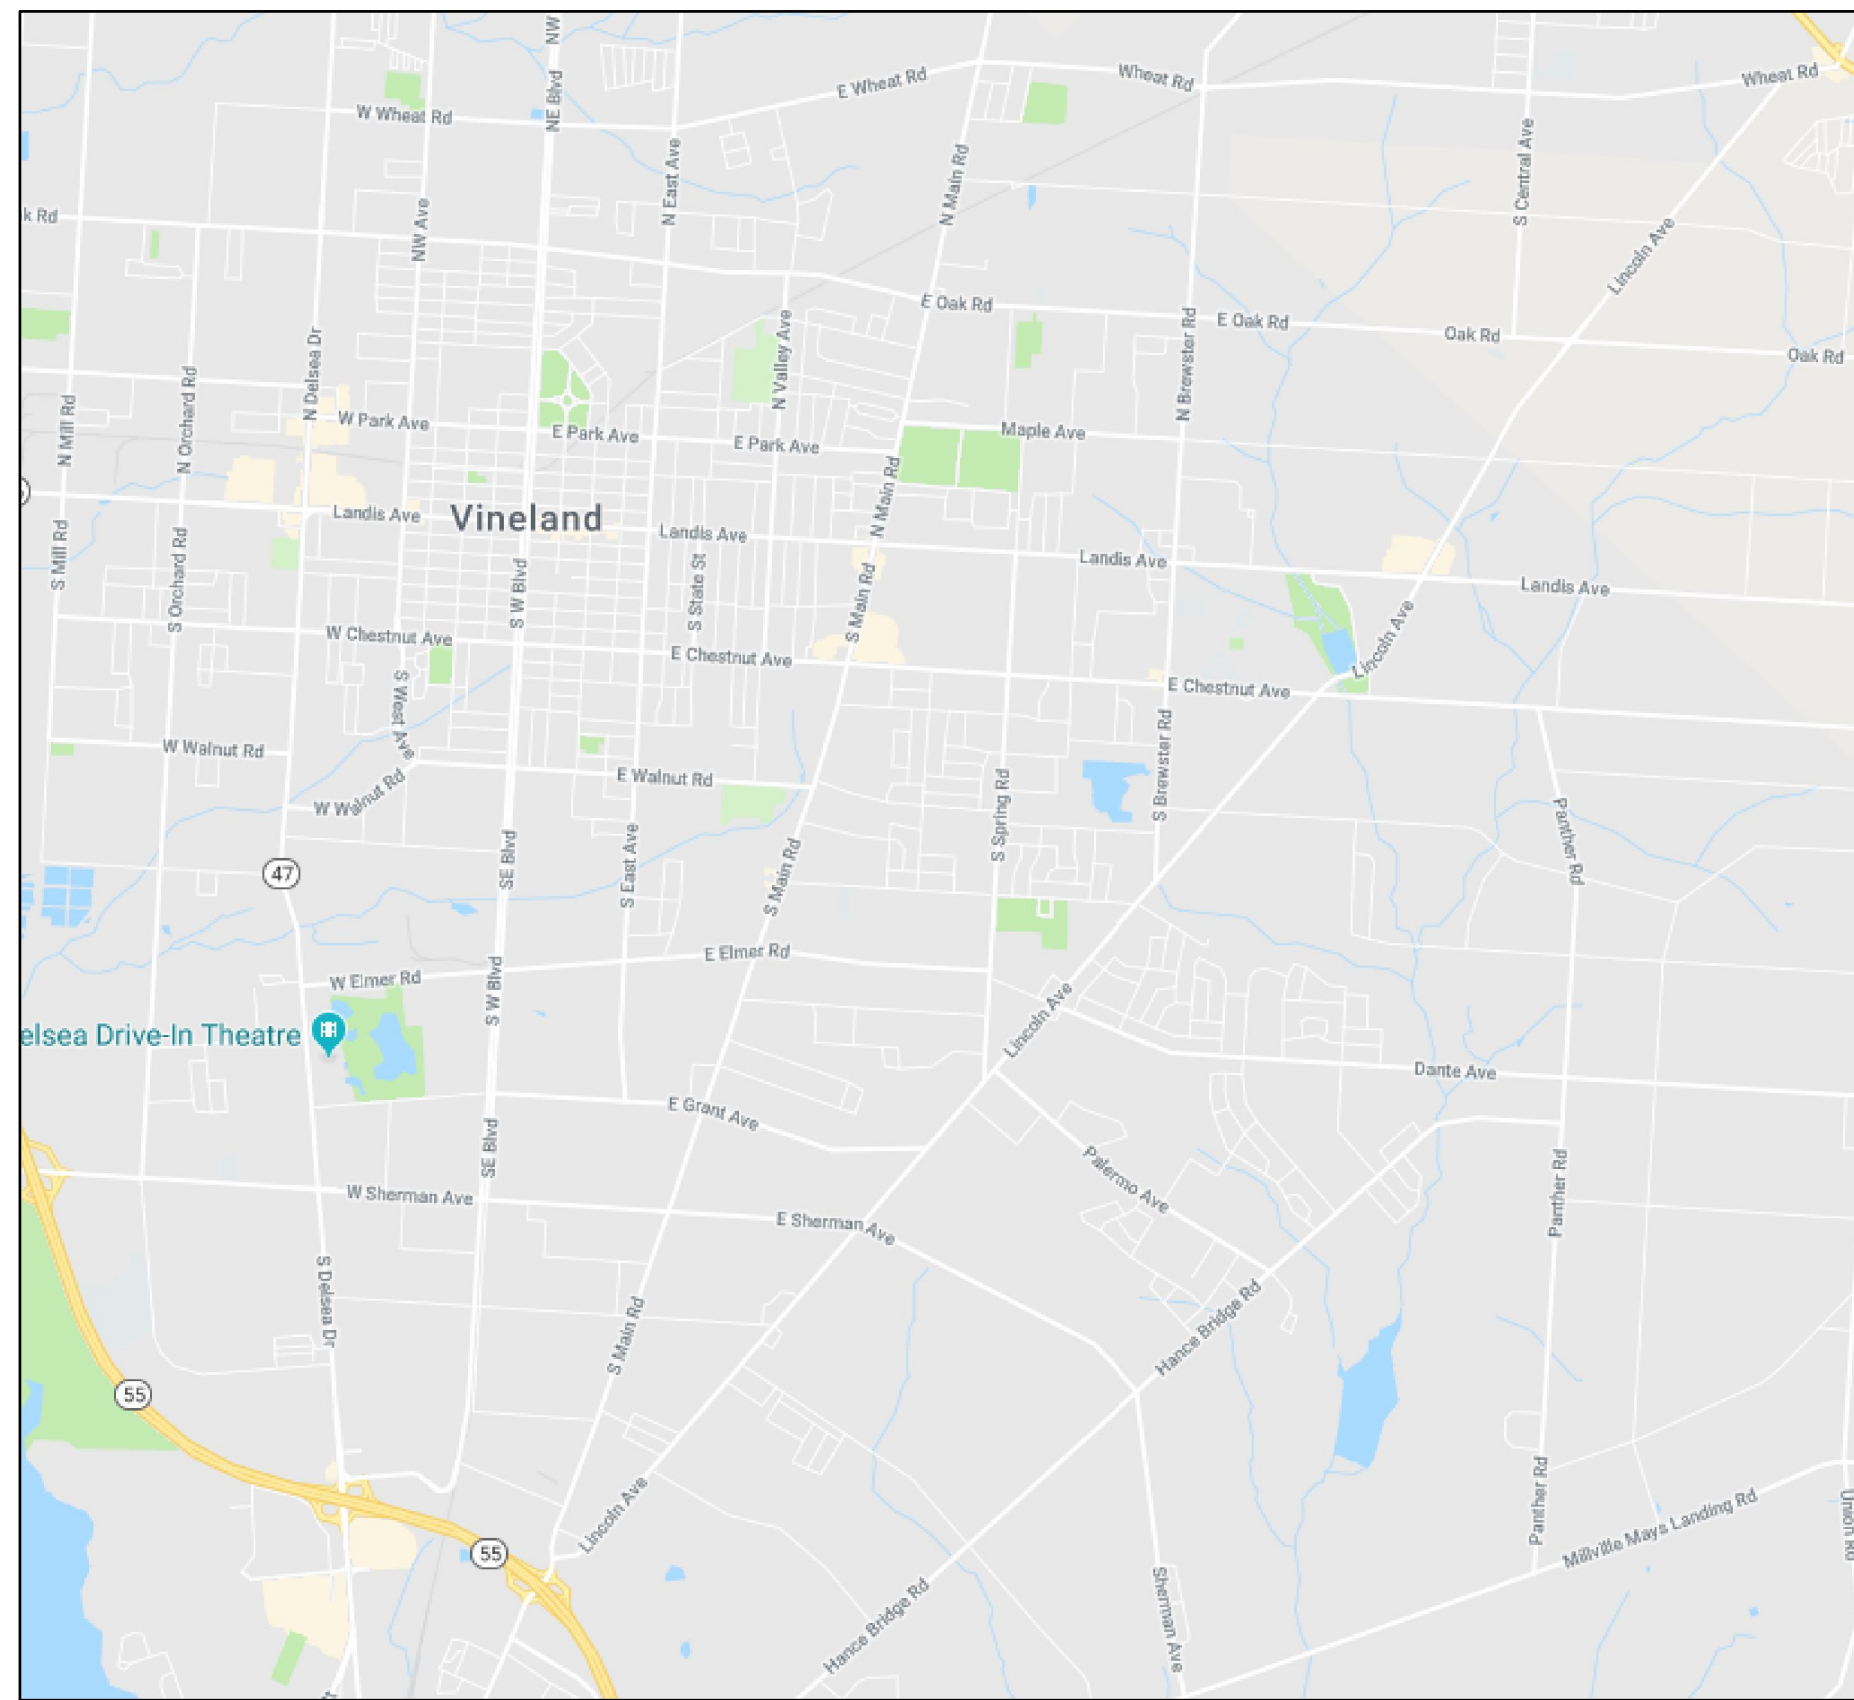 NW
NE Blvd
E Wheat Rd
Wheat Rd
Wheat Rd
W Wheat Rd
N East Ave
N Main Rd
S Central Ave
NW Ave
k Rd
Lincoln Ave
E Oak Rd
E Oak Rd
Oak Rd
Oak Rd
N Delsea Dr
N Valley Ave
N Brewster Rd
N Orchard Rd
N Mill Rd
W Park Ave
E Park Ave
E Park Ave
Maple Ave
N Main Rd
Landis Ave
Vineland
Landis Ave
Landis Ave
Landis Ave
S Mill Rd
S Orchard Rd
S W Blvd
S State St
S Main Rd
Lincoln Ave
W Chestnut Ave
E Chestnut Ave
E Chestnut Ave
S West Ave
W Walnut Rd
W Walnut Rd
E Walnut Rd
S Brewster Rd
S Spring Rd
Panther Rd
SE Blvd
S East Ave
S Main Rd
47
E Elmer Rd
W Elmer Rd
S W Blvd
Lincoln Ave
elsea Drive-In Theatre
Dante Ave
E Grant Ave
SE Blvd
Palermo Ave
Panther Rd
W Sherman Ave
E Sherman Ave
S Delsea Dr
S Main Rd
Hance Bridge Rd
55
Lincoln Ave
Panther Rd
Millville Mays Landing Rd
Union Rd
55
Hance Bridge Rd
Sherman Ave